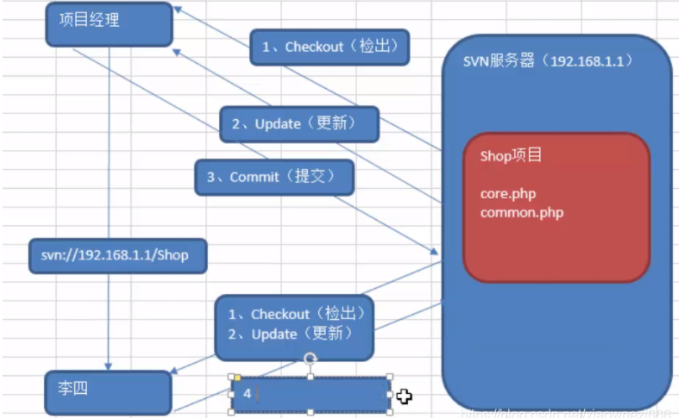 项目经理
1、Checkout（检出）
SVN服务器（192.168.1.1）
2、Update（更新）
Shop项目
3、Commit（提交）
core.php
common.php
svn://192.168.1.1/Shop
1、Checkout（检出）
2、Update（更新）
李四
4